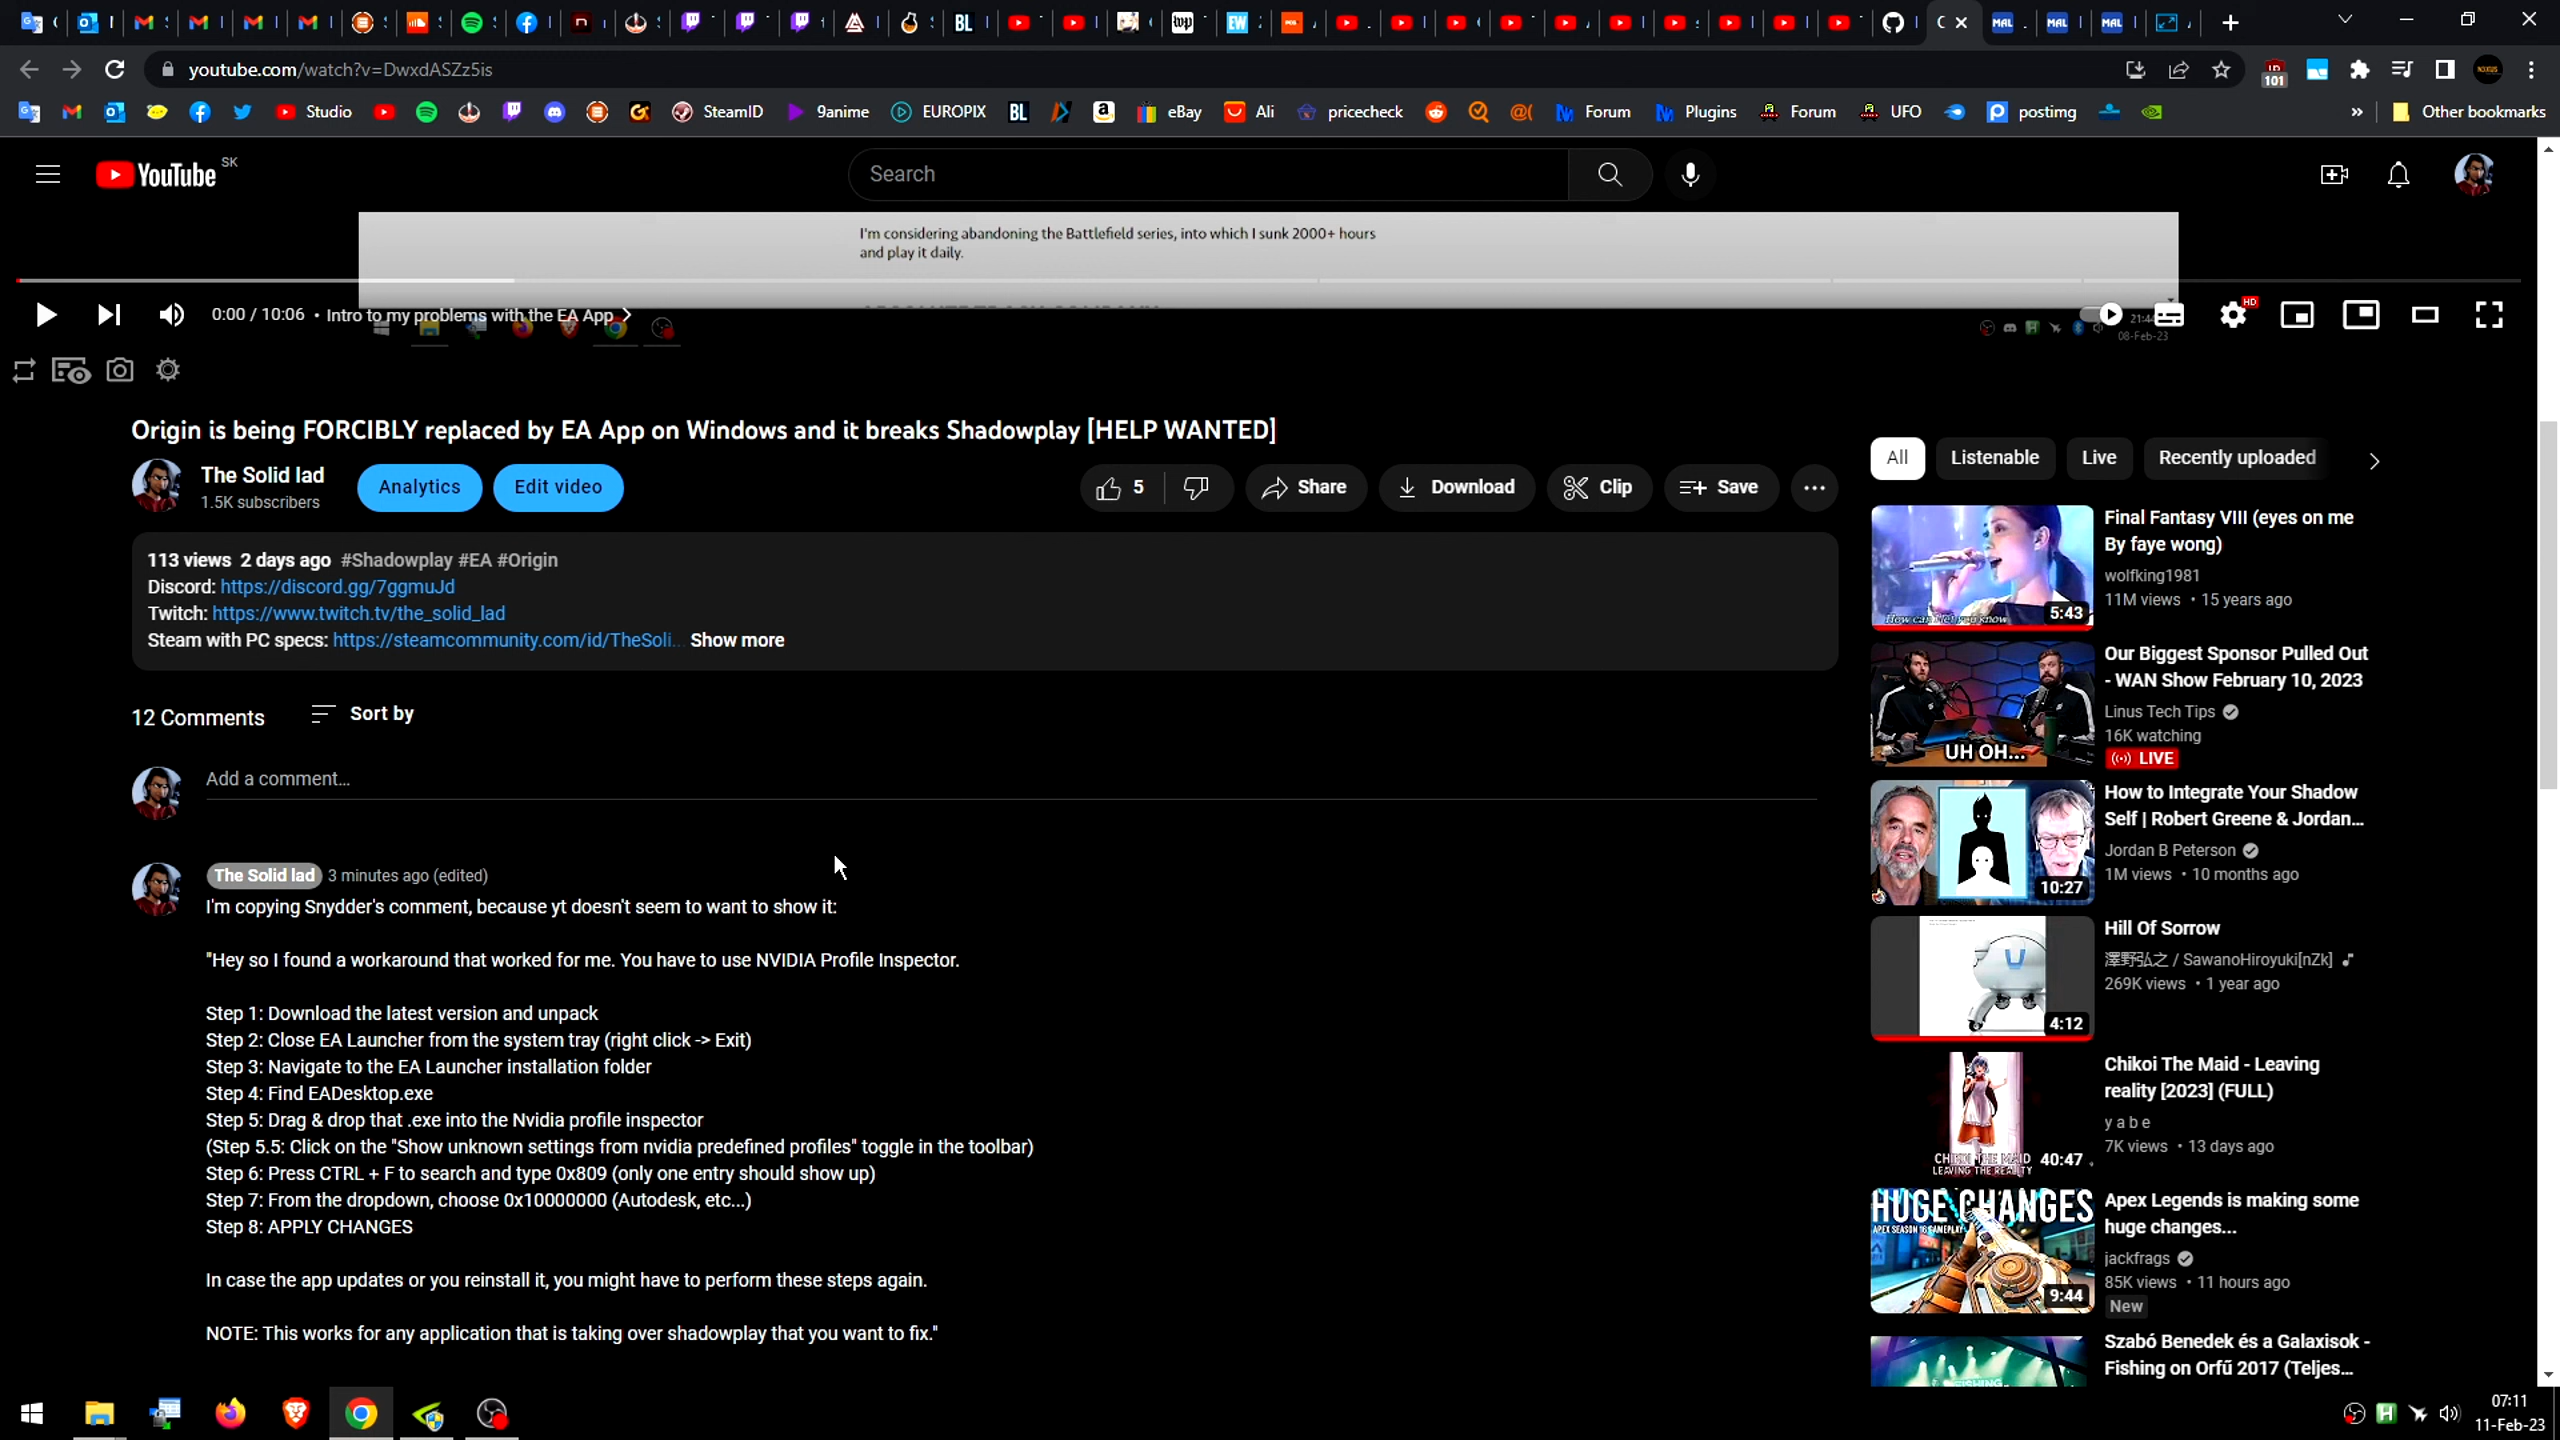 youtube.com/watch?v=DwxdASZz5is
101
Studio
SteamID
9anime
EUROPIX
BL
eBay
Ali
pricecheck
Forum
Plugins
Forum
UFO
postimg
Other bookmarks
YouTube SK
Search
I'm considering abandoning the Battlefield series, into which I sunk 2000+ hours
and play it daily.
0:00 / 10:06 • Intro to my problems with the EA App
HD
21:44
08-Feb-23
Origin is being FORCIBLY replaced by EA App on Windows and it breaks Shadowplay [HELP WANTED]
The Solid lad
1.5K subscribers
Analytics
Edit video
5
Share
Download
Clip
Save
113 views 2 days ago #Shadowplay #EA #Origin
Discord: https://discord.gg/7ggmuJd
Twitch: https://www.twitch.tv/the_solid_lad
Steam with PC specs: https://steamcommunity.com/id/TheSoli... Show more
12 Comments
Sort by
Add a comment...
The Solid lad 3 minutes ago (edited)
I'm copying Snydder's comment, because yt doesn't seem to want to show it:
"Hey so I found a workaround that worked for me. You have to use NVIDIA Profile Inspector.
Step 1: Download the latest version and unpack
Step 2: Close EA Launcher from the system tray (right click -> Exit)
Step 3: Navigate to the EA Launcher installation folder
Step 4: Find EADesktop.exe
Step 5: Drag & drop that .exe into the Nvidia profile inspector
(Step 5.5: Click on the "Show unknown settings from nvidia predefined profiles" toggle in the toolbar)
Step 6: Press CTRL + F to search and type 0x809 (only one entry should show up)
Step 7: From the dropdown, choose 0x10000000 (Autodesk, etc...)
Step 8: APPLY CHANGES
In case the app updates or you reinstall it, you might have to perform these steps again.
NOTE: This works for any application that is taking over shadowplay that you want to fix."
All
Listenable
Live
Recently uploaded
5:43
Final Fantasy VIII (eyes on me
By faye wong)
wolfking1981
11M views • 15 years ago
UH OH...
Our Biggest Sponsor Pulled Out
- WAN Show February 10, 2023
Linus Tech Tips
16K watching
LIVE
10:27
How to Integrate Your Shadow
Self | Robert Greene & Jordan...
Jordan B Peterson
1M views • 10 months ago
4:12
Hill Of Sorrow
澤野弘之 / SawanoHiroyuki[nZk]
269K views • 1 year ago
CHIKOI THE MAID
LEAVING THE REALITY
40:47
Chikoi The Maid - Leaving
reality [2023] (FULL)
y a b e
7K views • 13 days ago
HUGE CHANGES
APEX SEASON 16 GAMEPLAY
9:44
Apex Legends is making some
huge changes...
jackfrags
85K views • 11 hours ago
New
FISHING
Szabó Benedek és a Galaxisok -
Fishing on Orfű 2017 (Teljes...
07:11
11-Feb-23